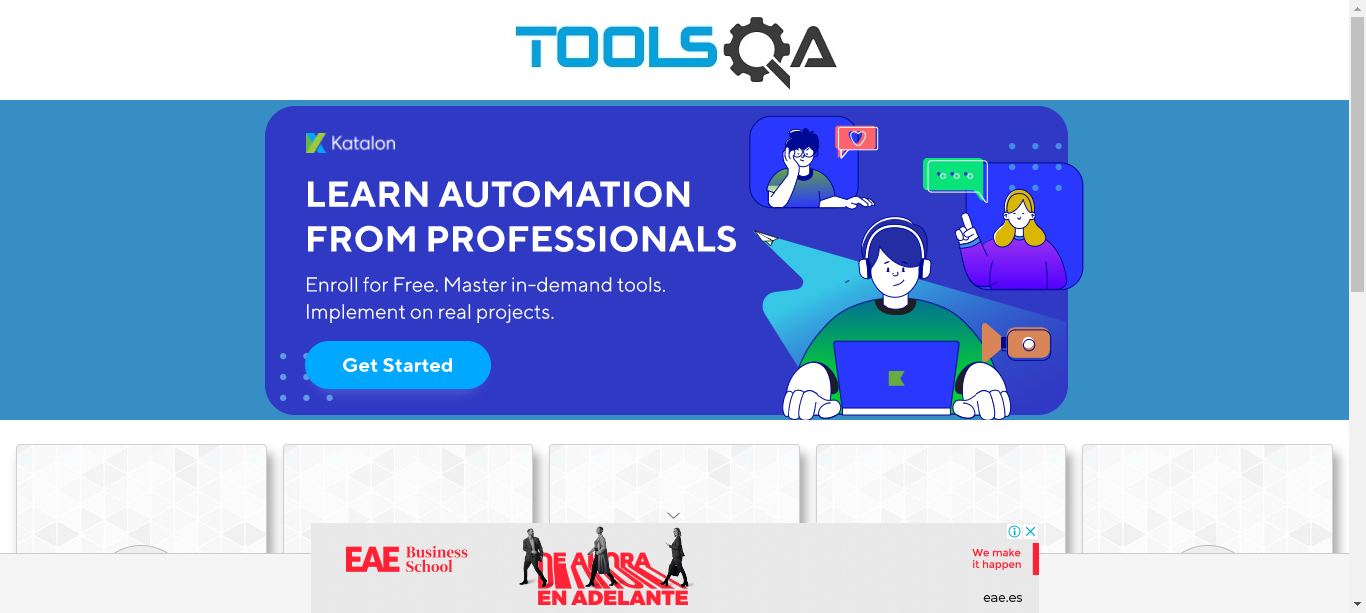 TOOLSQA
Katalon
LEARN AUTOMATION
FROM PROFESSIONALS
Enroll for Free. Master in-demand tools.
Implement on real projects.
Get Started
EAE Business
School
DE AHORA
EN ADELANTE
We make
it happen
eae.es